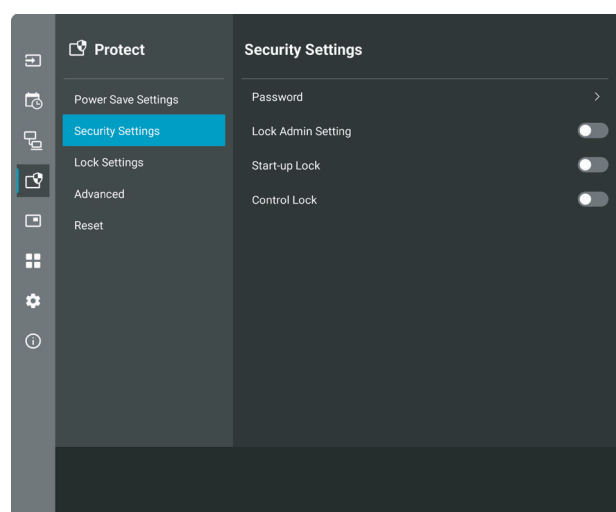 Protect
Power Save Settings
Security Settings
Lock Settings
Advanced
Reset
Security Settings
Password
Lock Admin Setting
Start-up Lock
Control Lock